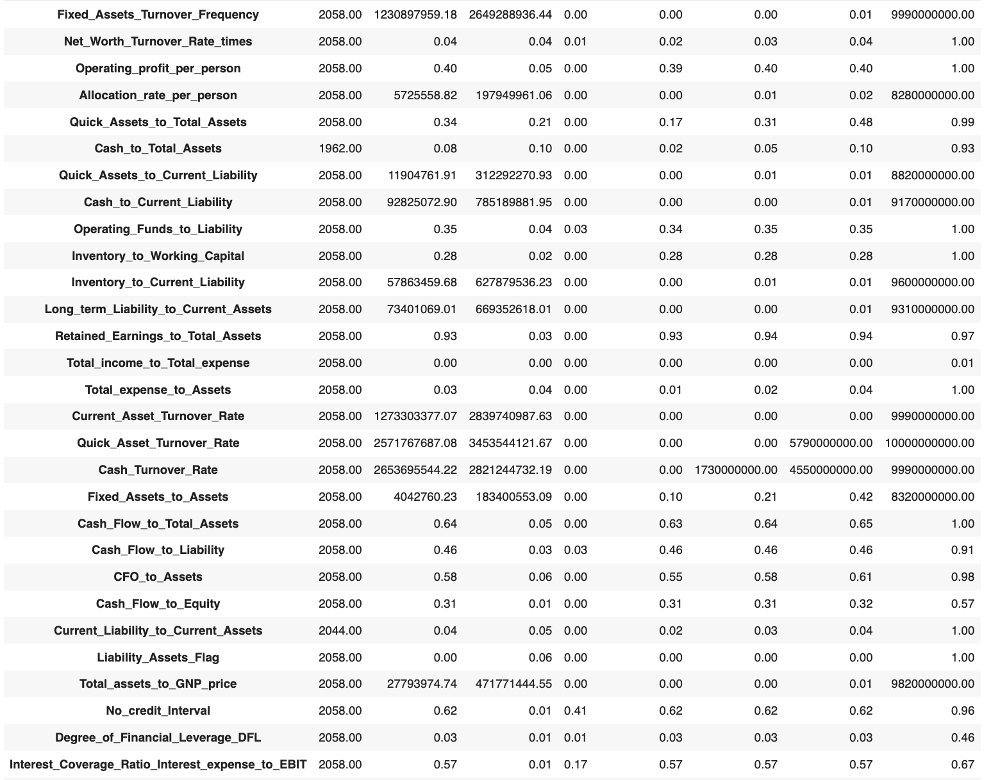 Fixed_Assets_Turnover_Frequency 2058.00 1230897959.18 2649288936.44 0.00 0.00 0.00 0.01 9990000000.00
Net_Worth_Turnover_Rate_times 2058.00 0.04 0.04 0.01 0.02 0.03 0.04 1.00
Operating_profit_per_person 2058.00 0.40 0.05 0.00 0.39 0.40 0.40 1.00
Allocation_rate_per_person 2058.00 5725558.82 197949961.06 0.00 0.00 0.01 0.02 8280000000.00
Quick_Assets_to_Total_Assets 2058.00 0.34 0.21 0.00 0.17 0.31 0.48 0.99
Cash_to_Total_Assets 1962.00 0.08 0.10 0.00 0.02 0.05 0.10 0.93
Quick_Assets_to_Current_Liability 2058.00 11904761.91 312292270.93 0.00 0.00 0.01 0.01 8820000000.00
Cash_to_Current_Liability 2058.00 92825072.90 785189881.95 0.00 0.00 0.00 0.01 9170000000.00
Operating_Funds_to_Liability 2058.00 0.35 0.04 0.03 0.34 0.35 0.35 1.00
Inventory_to_Working_Capital 2058.00 0.28 0.02 0.00 0.28 0.28 0.28 1.00
Inventory_to_Current_Liability 2058.00 57863459.68 627879536.23 0.00 0.00 0.01 0.01 9600000000.00
Long_term_Liability_to_Current_Assets 2058.00 73401069.01 669352618.01 0.00 0.00 0.00 0.01 9310000000.00
Retained_Earnings_to_Total_Assets 2058.00 0.93 0.03 0.00 0.93 0.94 0.94 0.97
Total_income_to_Total_expense 2058.00 0.00 0.00 0.00 0.00 0.00 0.00 0.01
Total_expense_to_Assets 2058.00 0.03 0.04 0.00 0.01 0.02 0.04 1.00
Current_Asset_Turnover_Rate 2058.00 1273303377.07 2839740987.63 0.00 0.00 0.00 0.00 9990000000.00
Quick_Asset_Turnover_Rate 2058.00 2571767687.08 3453544121.67 0.00 0.00 0.00 5790000000.00 10000000000.00
Cash_Turnover_Rate 2058.00 2653695544.22 2821244732.19 0.00 0.00 1730000000.00 4550000000.00 9990000000.00
Fixed_Assets_to_Assets 2058.00 4042760.23 183400553.09 0.00 0.10 0.21 0.42 8320000000.00
Cash_Flow_to_Total_Assets 2058.00 0.64 0.05 0.00 0.63 0.64 0.65 1.00
Cash_Flow_to_Liability 2058.00 0.46 0.03 0.03 0.46 0.46 0.46 0.91
CFO_to_Assets 2058.00 0.58 0.06 0.00 0.55 0.58 0.61 0.98
Cash_Flow_to_Equity 2058.00 0.31 0.01 0.00 0.31 0.31 0.32 0.57
Current_Liability_to_Current_Assets 2044.00 0.04 0.05 0.00 0.02 0.03 0.04 1.00
Liability_Assets_Flag 2058.00 0.00 0.06 0.00 0.00 0.00 0.00 1.00
Total_assets_to_GNP_price 2058.00 27793974.74 471771444.55 0.00 0.00 0.00 0.01 9820000000.00
No_credit_Interval 2058.00 0.62 0.01 0.41 0.62 0.62 0.62 0.96
Degree_of_Financial_Leverage_DFL 2058.00 0.03 0.01 0.01 0.03 0.03 0.03 0.46
Interest_Coverage_Ratio_Interest_expense_to_EBIT 2058.00 0.57 0.01 0.17 0.57 0.57 0.57 0.67